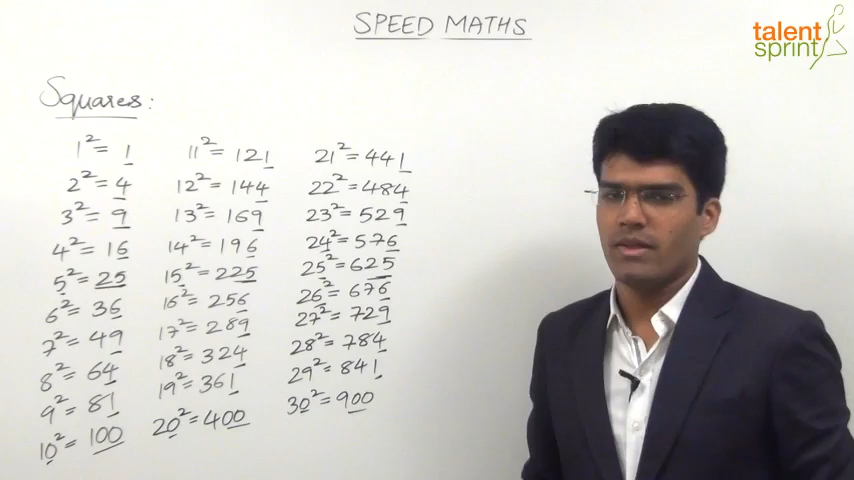 SPEED MATHS
talent
sprint
Squares:
1² = 1
2² = 4
3² = 9
4² = 16
5² = 25
6² = 36
7² = 49
8² = 64
9² = 81
10² = 100
11² = 121
12² = 144
13² = 169
14² = 196
15² = 225
16² = 256
17² = 289
18² = 324
19² = 361
20² = 400
21² = 441
22² = 484
23² = 529
24² = 576
25² = 625
26² = 676
27² = 729
28² = 784
29² = 841
30² = 900